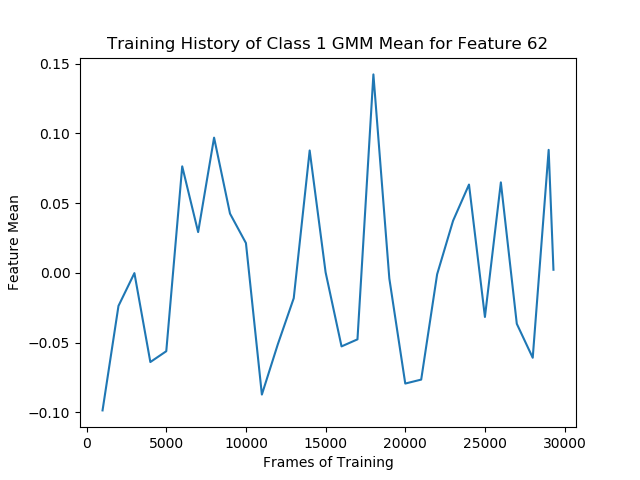 Training History of Class 1 GMM Mean for Feature 62
0.15
0.10
0.05
0.00
−0.05
−0.10
Feature Mean
0 5000 10000 15000 20000 25000 30000
Frames of Training